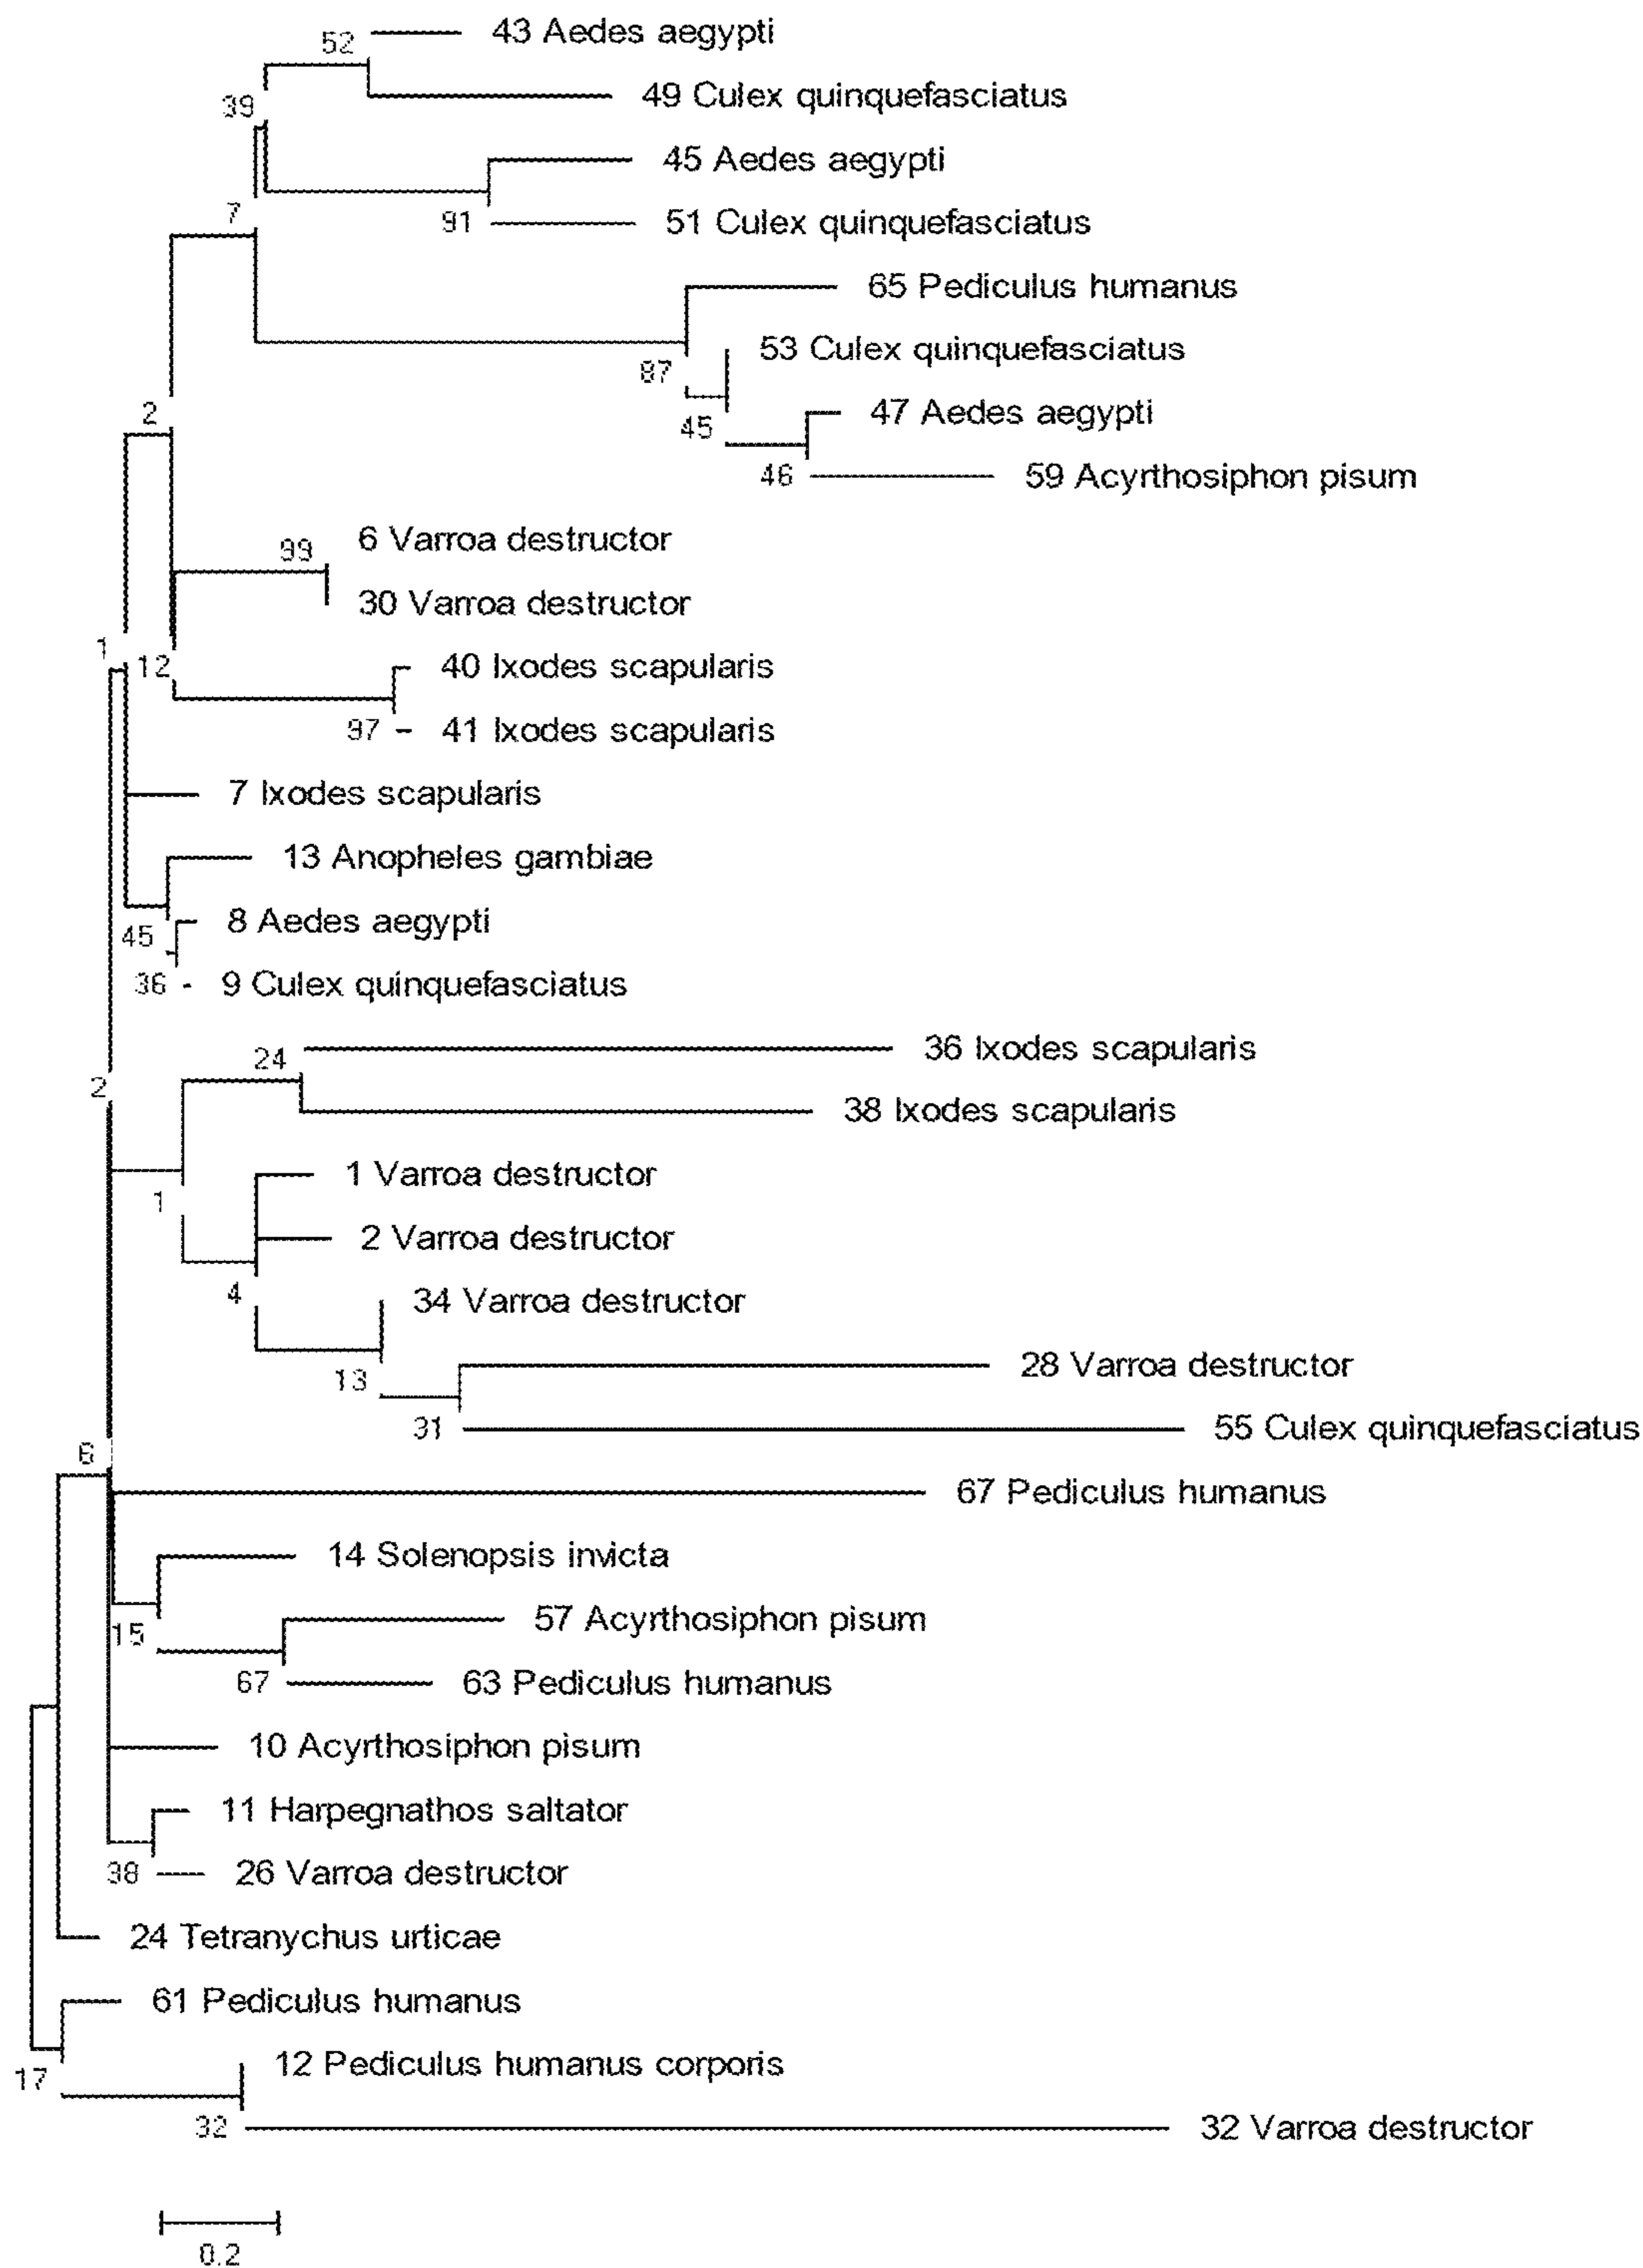 43 Aedes aegypti
52
49 Culex quinquefasciatus
39
45 Aedes aegypti
7
91
51 Culex quinquefasciatus
65 Pediculus humanus
53 Culex quinquefasciatus
87
2
47 Aedes aegypti
45
46
59 Acyrthosiphon pisum
6 Varroa destructor
99
30 Varroa destructor
1
12
40 Ixodes scapularis
97
41 Ixodes scapularis
7 Ixodes scapularis
13 Anopheles gambiae
8 Aedes aegypti
45
36
9 Culex quinquefasciatus
36 Ixodes scapularis
24
2
38 Ixodes scapularis
1 Varroa destructor
1
2 Varroa destructor
4
34 Varroa destructor
28 Varroa destructor
13
31
55 Culex quinquefasciatus
6
67 Pediculus humanus
14 Solenopsis invicta
57 Acyrthosiphon pisum
15
67
63 Pediculus humanus
10 Acyrthosiphon pisum
11 Harpegnathos saltator
38
26 Varroa destructor
24 Tetranychus urticae
61 Pediculus humanus
12 Pediculus humanus corporis
17
32
32 Varroa destructor
0.2